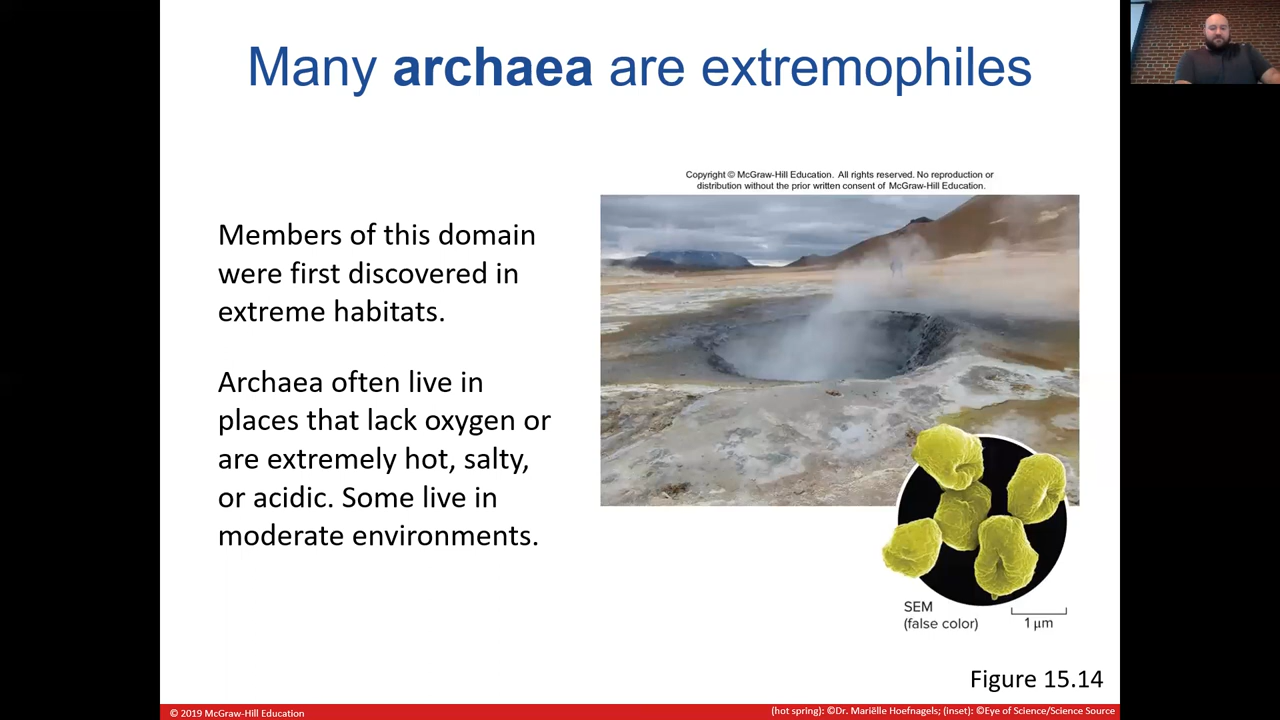 Many archaea are extremophiles
Copyright © McGraw-Hill Education. All rights reserved. No reproduction or
distribution without the prior written consent of McGraw-Hill Education.
Members of this domain
were first discovered in
extreme habitats.
Archaea often live in
places that lack oxygen or
are extremely hot, salty,
or acidic. Some live in
moderate environments.
SEM
(false color)
1 μm
Figure 15.14
© 2019 McGraw-Hill Education
(hot spring): ©Dr. Mariëlle Hoefnagels; (inset): ©Eye of Science/Science Source